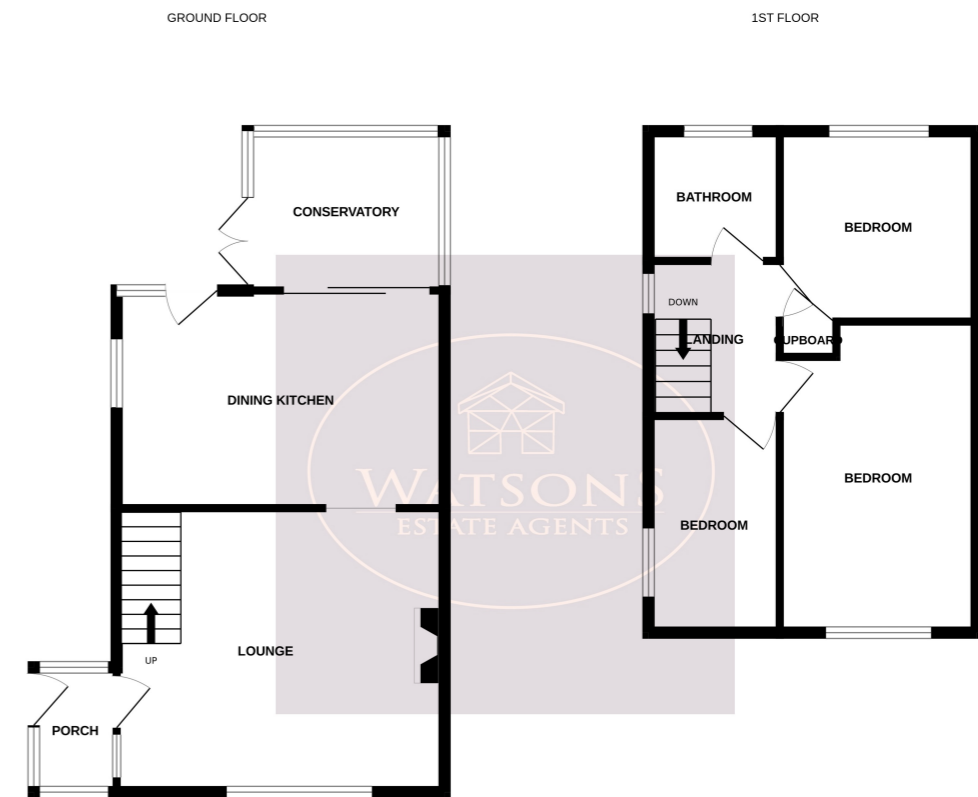 GROUND FLOOR
1ST FLOOR
CONSERVATORY
DINING KITCHEN
UP
LOUNGE
PORCH
BATHROOM
BEDROOM
DOWN
LANDING
CUPBOARD
BEDROOM
BEDROOM
WATSONS
ESTATE AGENTS